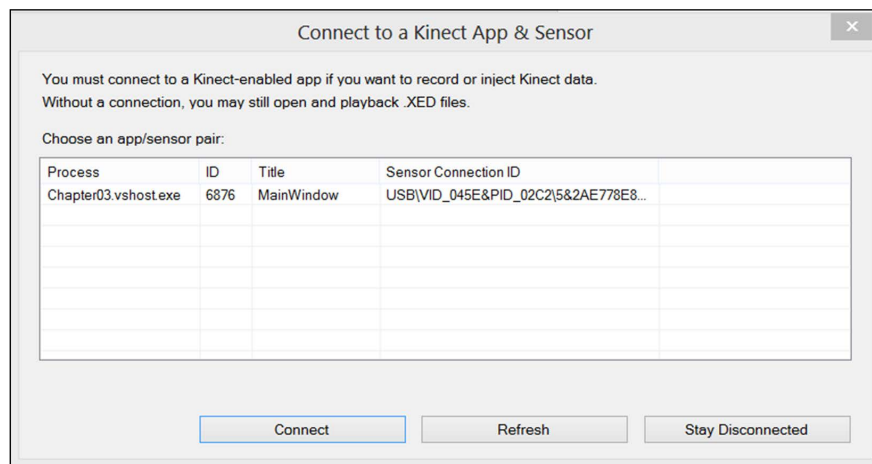 Connect to a Kinect App & Sensor
You must connect to a Kinect-enabled app if you want to record or inject Kinect data.
Without a connection, you may still open and playback .XED files.
Choose an app/sensor pair:
Process ID Title Sensor Connection ID
Chapter03.vshost.exe 6876 MainWindow USB\VID_045E&PID_02C2\5&2AE778E8...
Connect Refresh Stay Disconnected